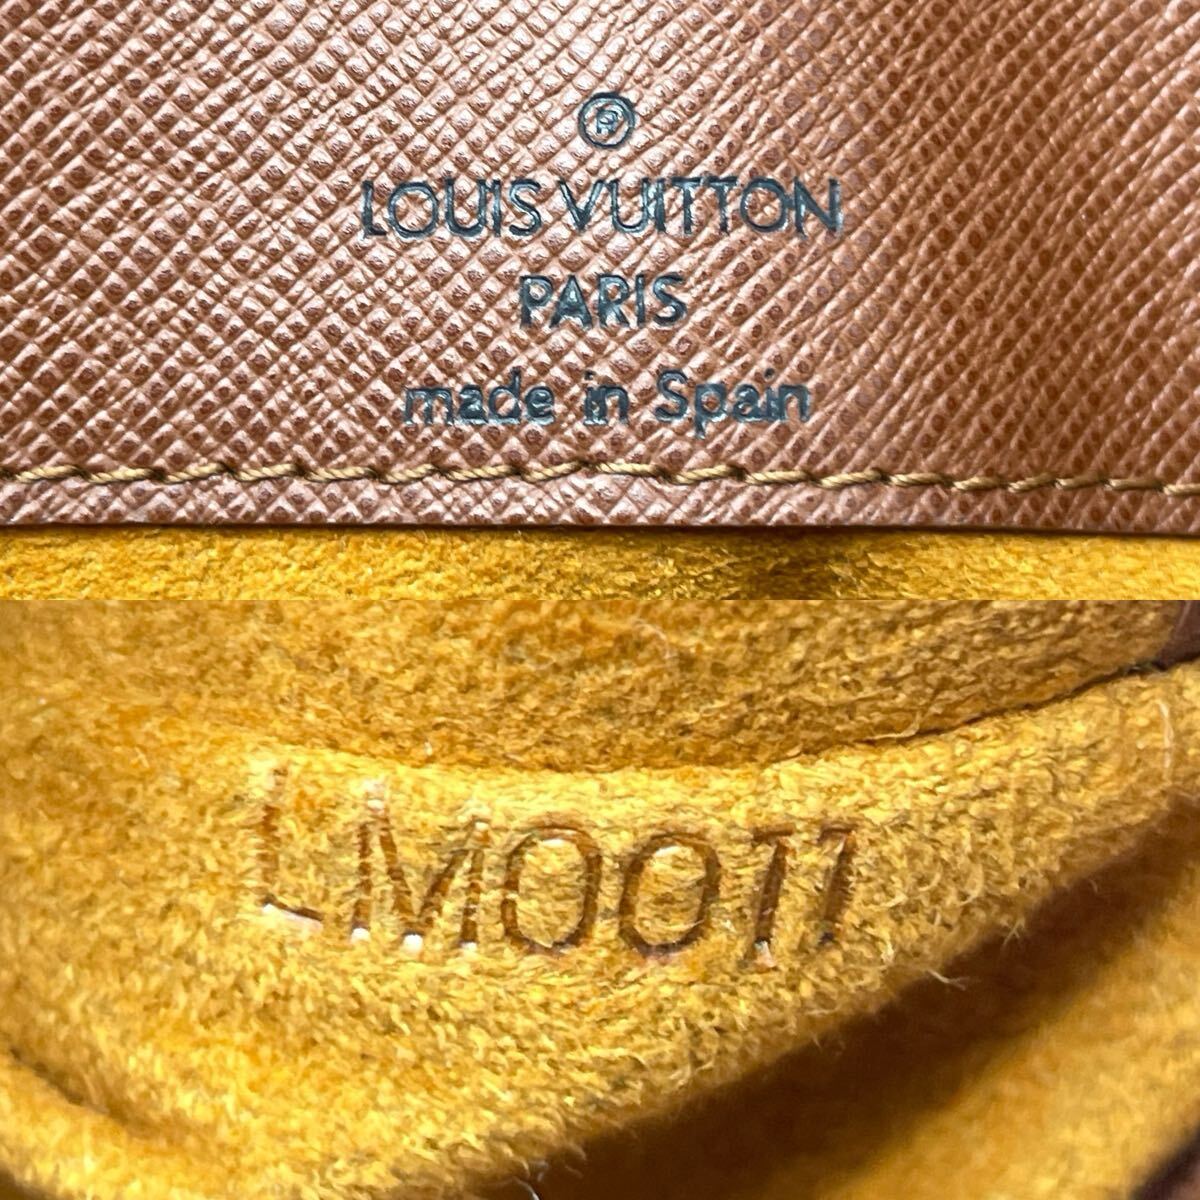 ®
LOUIS VUITTON
PARIS
made in Spain
LM0011